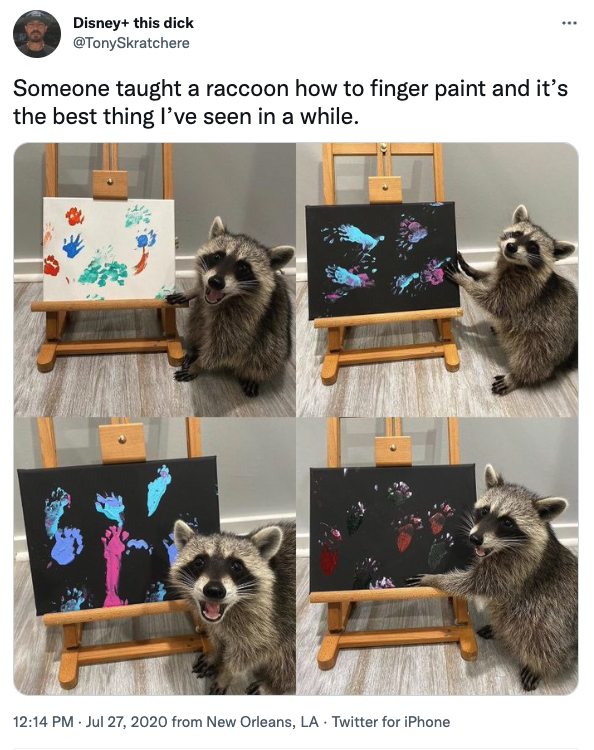 Disney+ this dick
@TonySkratchere
Someone taught a raccoon how to finger paint and it’s
the best thing I’ve seen in a while.
12:14 PM · Jul 27, 2020 from New Orleans, LA · Twitter for iPhone